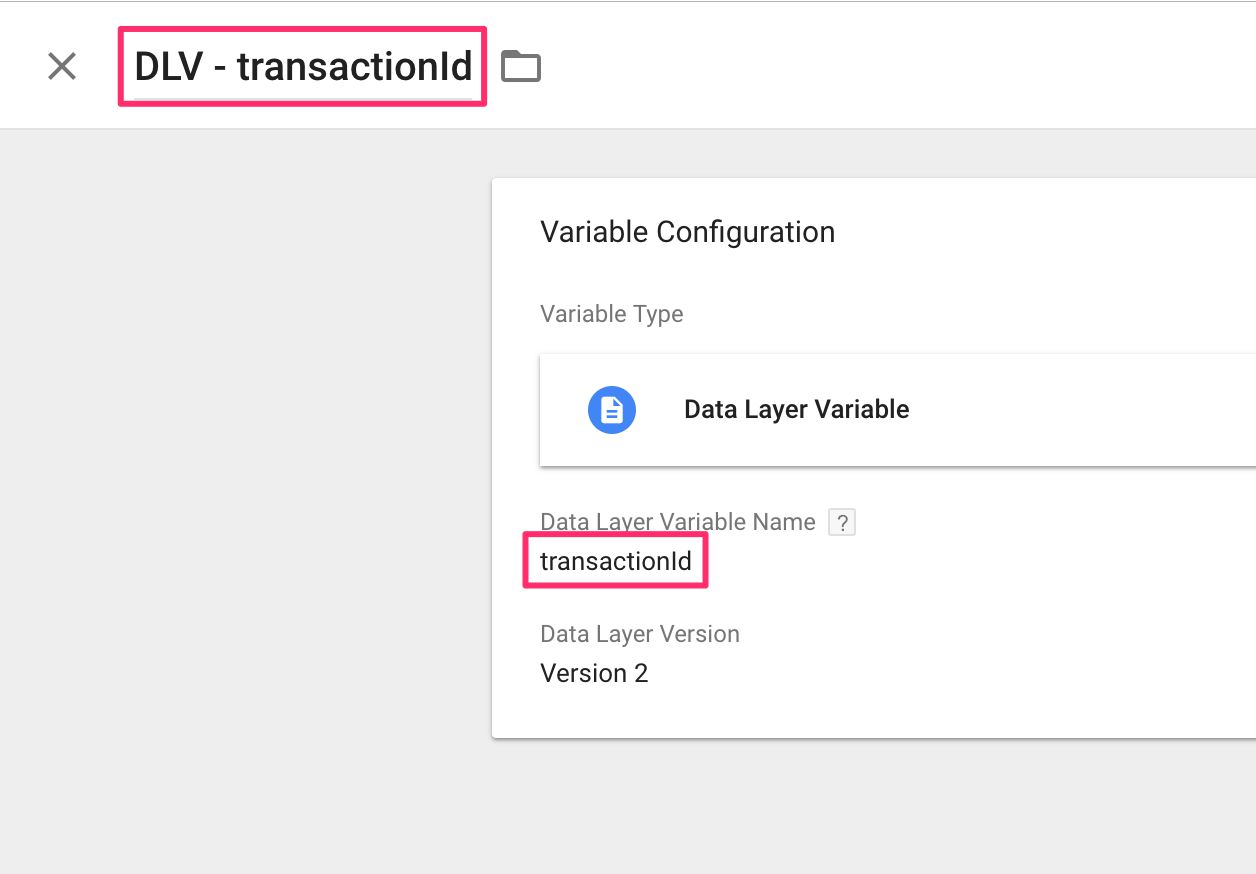 DLV - transactionId
Variable Configuration
Variable Type
Data Layer Variable
Data Layer Variable Name ?
transactionId
Data Layer Version
Version 2